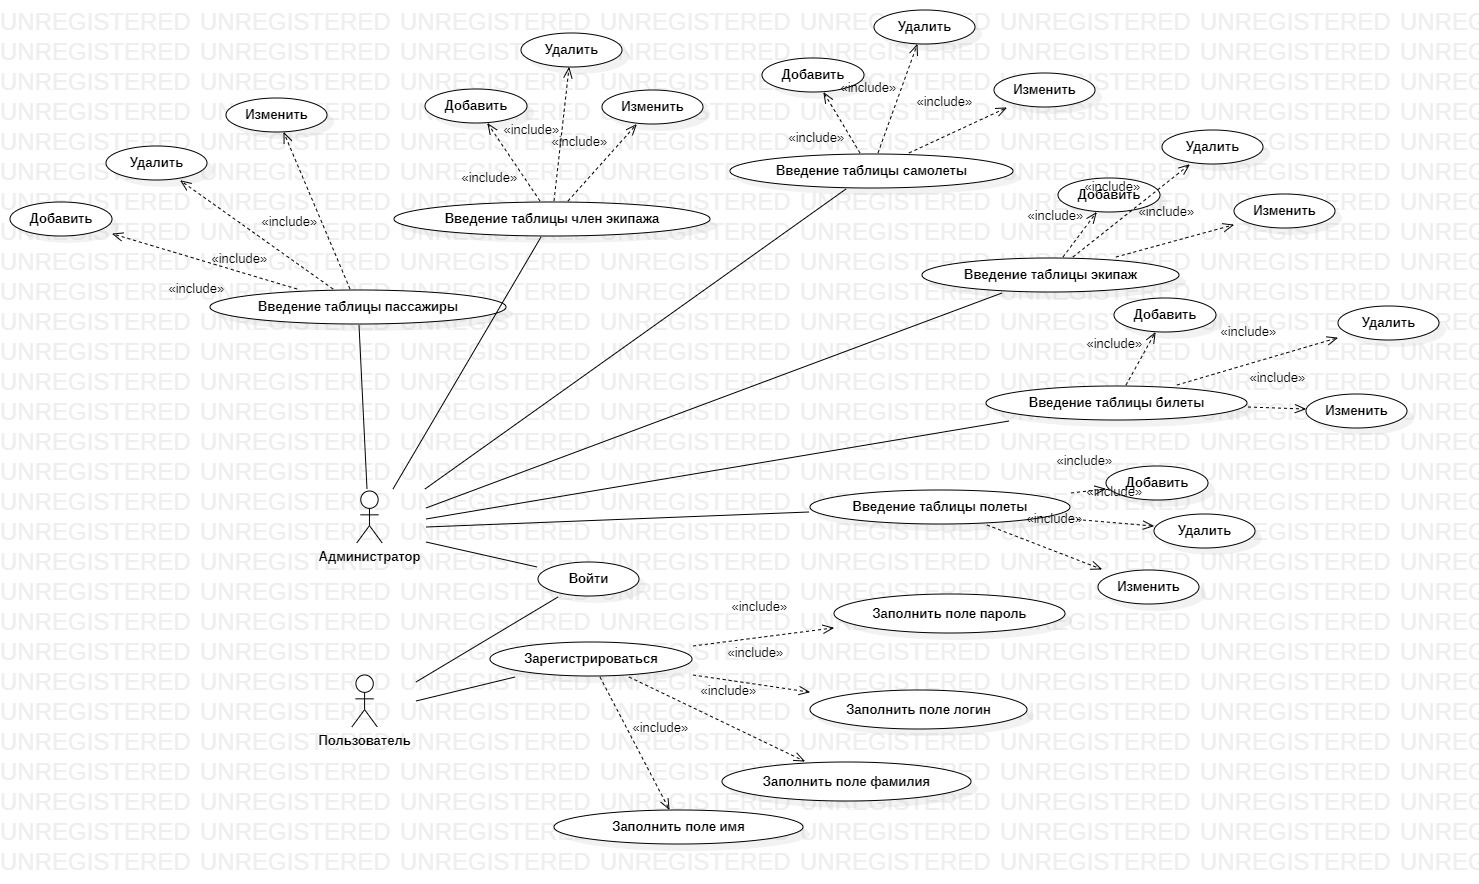 Удалить
Удалить
Добавить
«include»
Изменить
«include»
Добавить
Изменить
«include»
«include»
Изменить
«include»
Удалить
Удалить
«include»
Введение таблицы самолеты
«include»
Добавить
Изменить
«include»
«include»
Добавить
«include»
Введение таблицы член экипажа
«include»
Введение таблицы экипаж
«include»
Введение таблицы пассажиры
Добавить
«include»
Удалить
«include»
«include»
Введение таблицы билеты
Изменить
«include»
Добавить
«include»
Введение таблицы полеты
«include»
Удалить
Администратор
Войти
Изменить
«include»
Заполнить поле пароль
Зарегистрироваться
«include»
«include»
Заполнить поле логин
«include»
Пользователь
Заполнить поле фамилия
Заполнить поле имя
UNREGISTERED